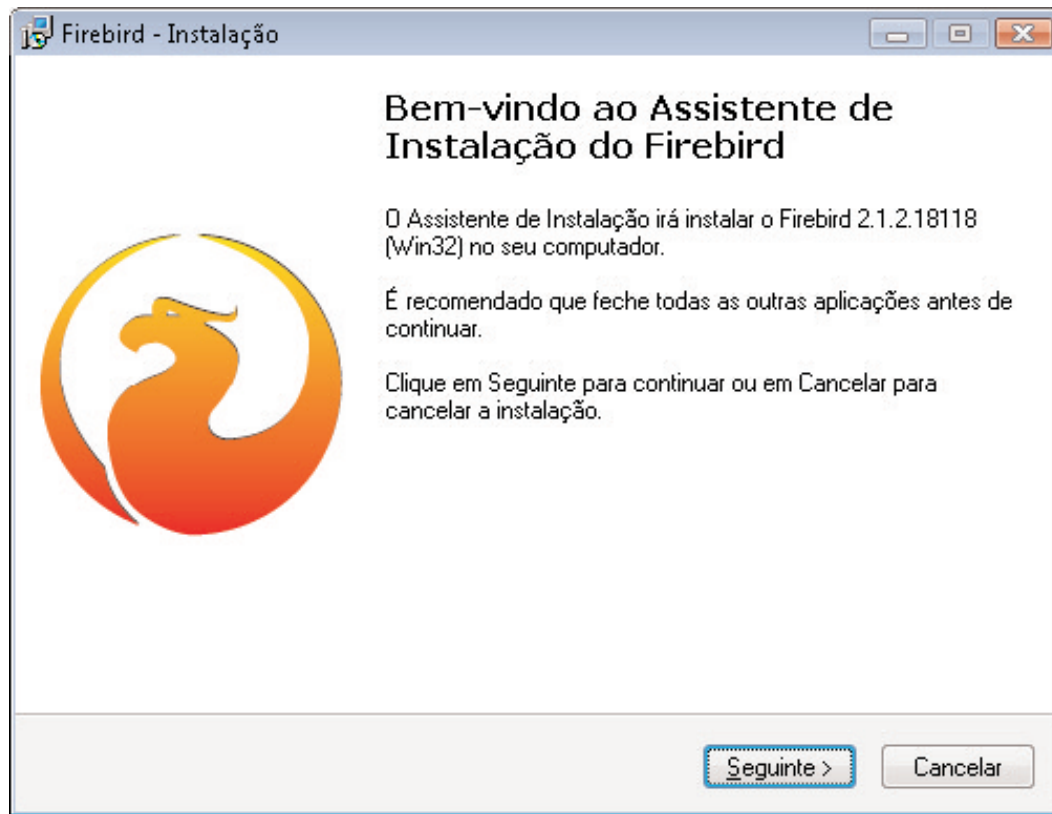 Firebird - Instalação
Bem-vindo ao Assistente de
Instalação do Firebird
O Assistente de Instalação irá instalar o Firebird 2.1.2.18118
(Win32) no seu computador.
É recomendado que feche todas as outras aplicações antes de
continuar.
Clique em Seguinte para continuar ou em Cancelar para
cancelar a instalação.
Seguinte >
Cancelar